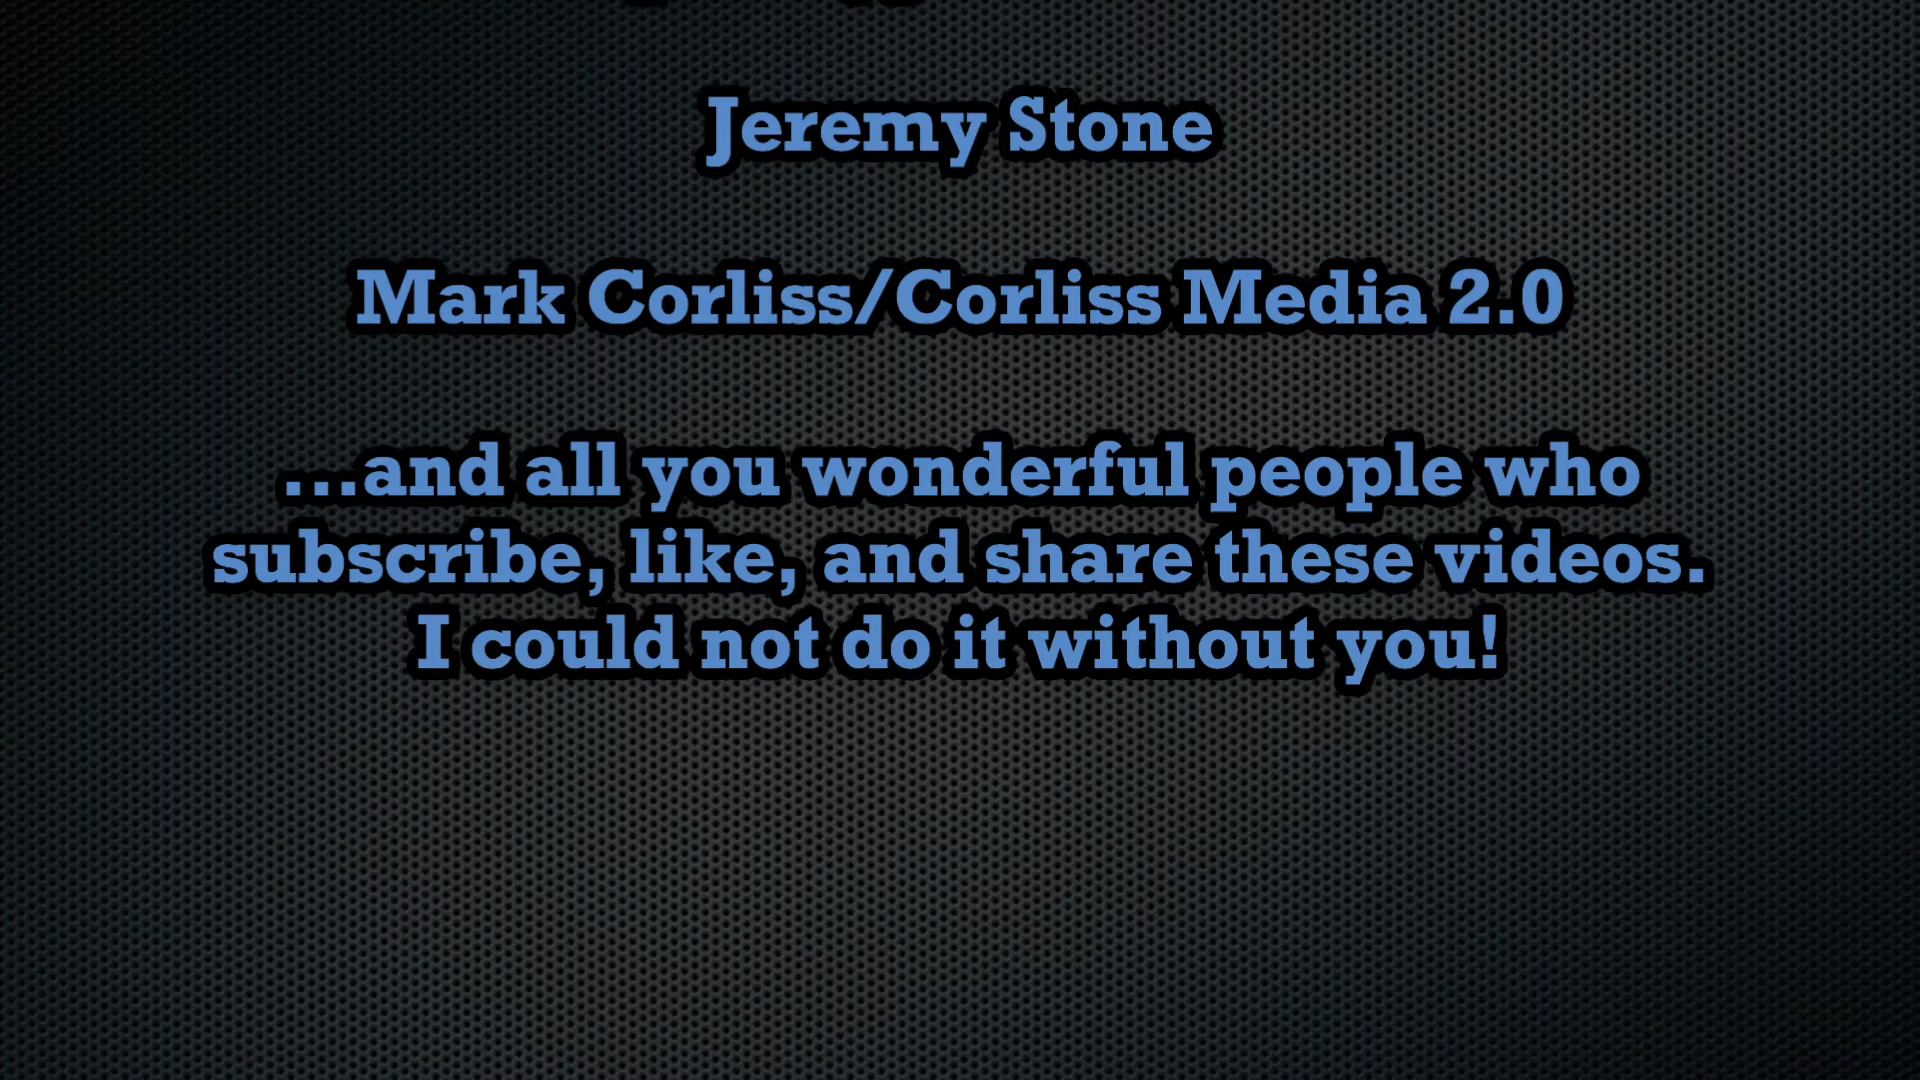 Jeremy Stone
Mark Corliss/Corliss Media 2.0
...and all you wonderful people who
subscribe, like, and share these videos.
I could not do it without you!